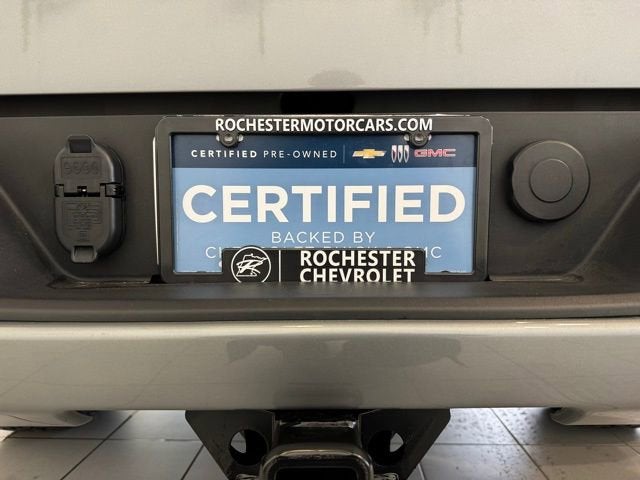 ROCHESTERMOTORCARS.COM
CERTIFIED PRE-OWNED GMC
CERTIFIED
BACKED BY
ROCHESTER
CHEVROLET